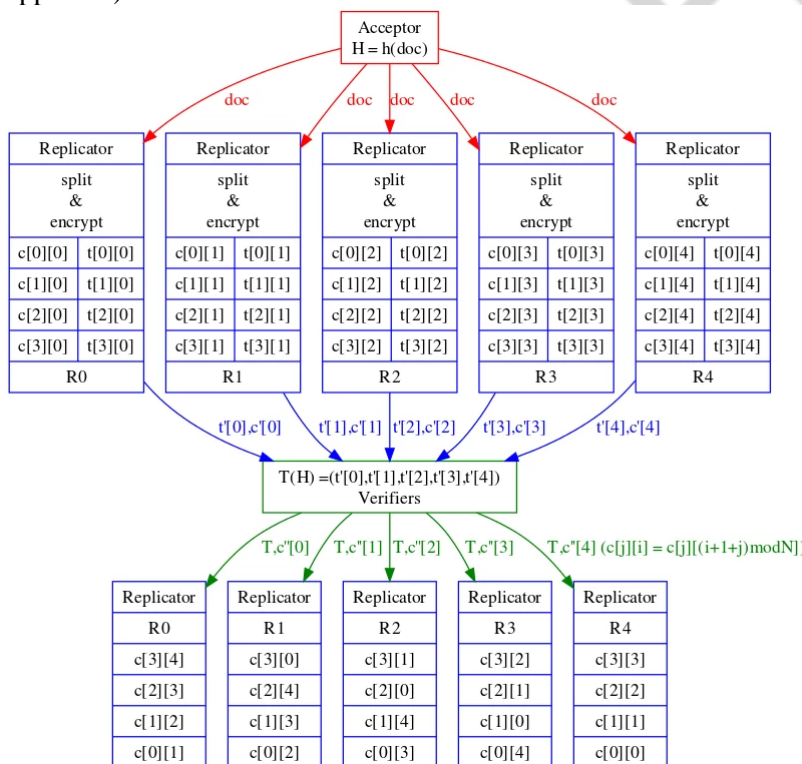 Acceptor
H = h(doc)
doc doc doc doc doc
Replicator Replicator Replicator Replicator Replicator
split split split split split
& & & & &
encrypt encrypt encrypt encrypt encrypt
c[0][0] t[0][0] c[0][1] t[0][1] c[0][2] t[0][2] c[0][3] t[0][3] c[0][4] t[0][4]
c[1][0] t[1][0] c[1][1] t[1][1] c[1][2] t[1][2] c[1][3] t[1][3] c[1][4] t[1][4]
c[2][0] t[2][0] c[2][1] t[2][1] c[2][2] t[2][2] c[2][3] t[2][3] c[2][4] t[2][4]
c[3][0] t[3][0] c[3][1] t[3][1] c[3][2] t[3][2] c[3][3] t[3][3] c[3][4] t[3][4]
R0 R1 R2 R3 R4
t'[0],c'[0] t'[1],c'[1] t'[2],c'[2] t'[3],c'[3] t'[4],c'[4]
T(H) =(t'[0],t'[1],t'[2],t'[3],t'[4])
Verifiers
T,c''[0] T,c''[1] T,c''[2] T,c''[3] T,c''[4] (c[j][i] = c[j][(i+1+j)modN])
Replicator Replicator Replicator Replicator Replicator
R0 R1 R2 R3 R4
c[3][4] c[3][0] c[3][1] c[3][2] c[3][3]
c[2][3] c[2][4] c[2][0] c[2][1] c[2][2]
c[1][2] c[1][3] c[1][4] c[1][0] c[1][1]
c[0][1] c[0][2] c[0][3] c[0][4] c[0][0]